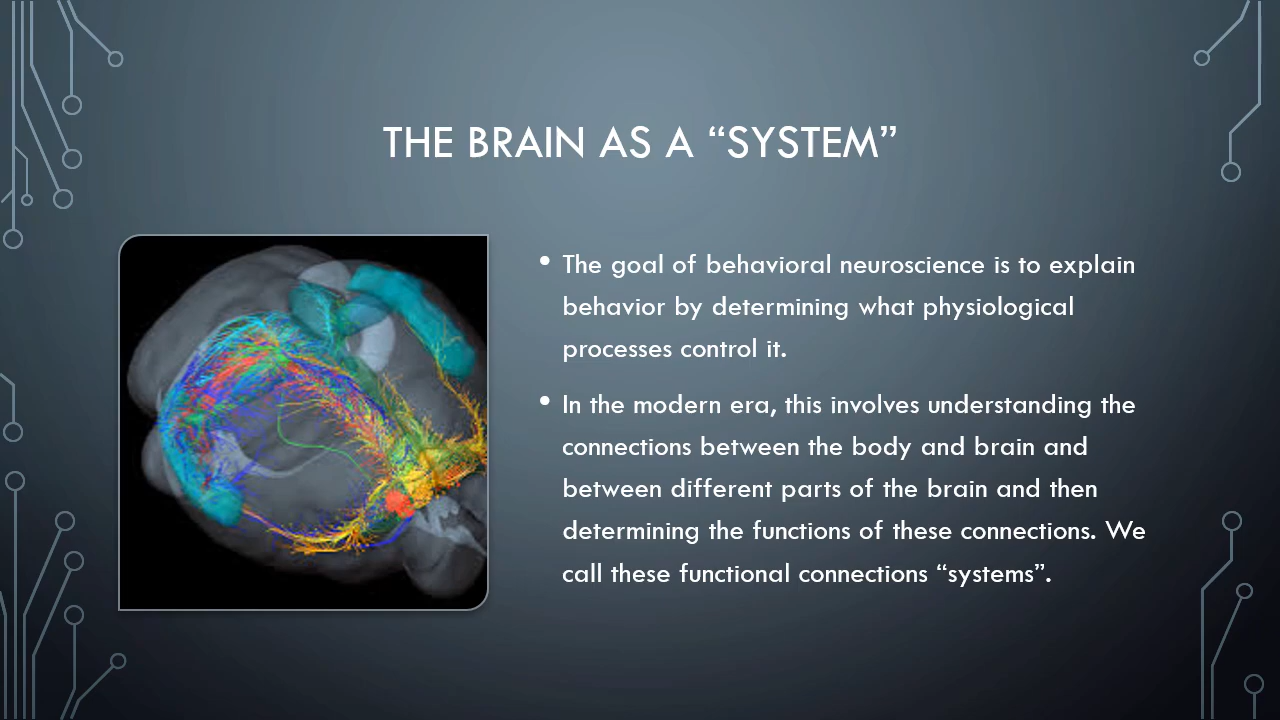 THE BRAIN AS A “SYSTEM”
• The goal of behavioral neuroscience is to explain
behavior by determining what physiological
processes control it.
• In the modern era, this involves understanding the
connections between the body and brain and
between different parts of the brain and then
determining the functions of these connections. We
call these functional connections “systems”.